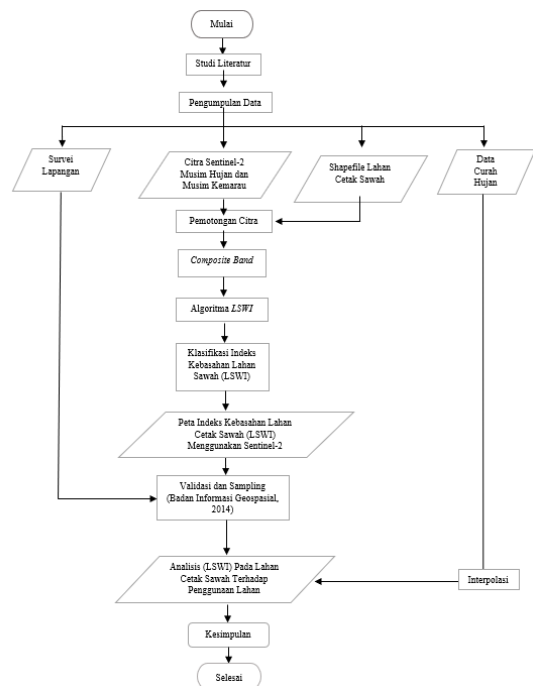 Mulai
Studi Literatur
Pengumpulan Data
Survei
Lapangan
Citra Sentinel-2
Musim Hujan dan
Musim Kemarau
Shapefile Lahan
Cetak Sawah
Data
Curah
Hujan
Pemotongan Citra
Composite Band
Algoritma LSWI
Klasifikasi Indeks
Kebasahan Lahan
Sawah (LSWI)
Peta Indeks Kebasahan Lahan
Cetak Sawah (LSWI)
Menggunakan Sentinel-2
Validasi dan Sampling
(Badan Informasi Geospasial,
2014)
Analisis (LSWI) Pada Lahan
Cetak Sawah Terhadap
Penggunaan Lahan
Interpolasi
Kesimpulan
Selesai